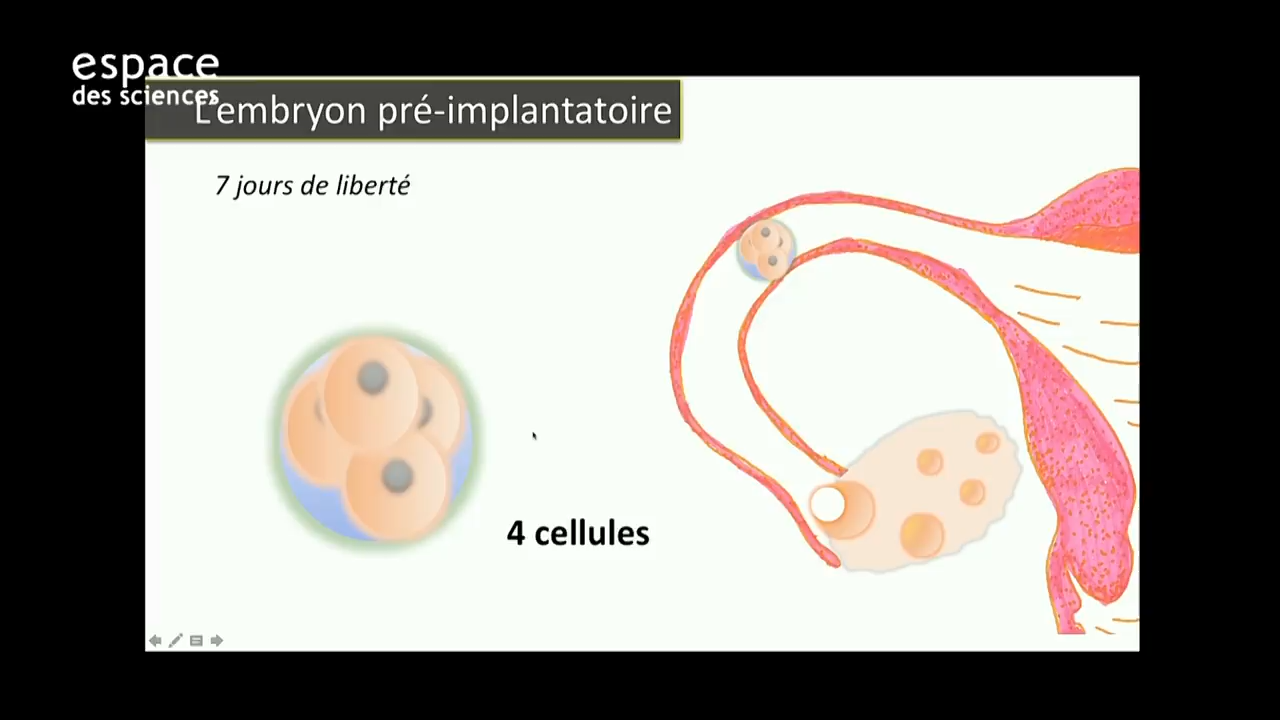 espace
des sciences
L'embryon pré-implantatoire
7 jours de liberté
4 cellules